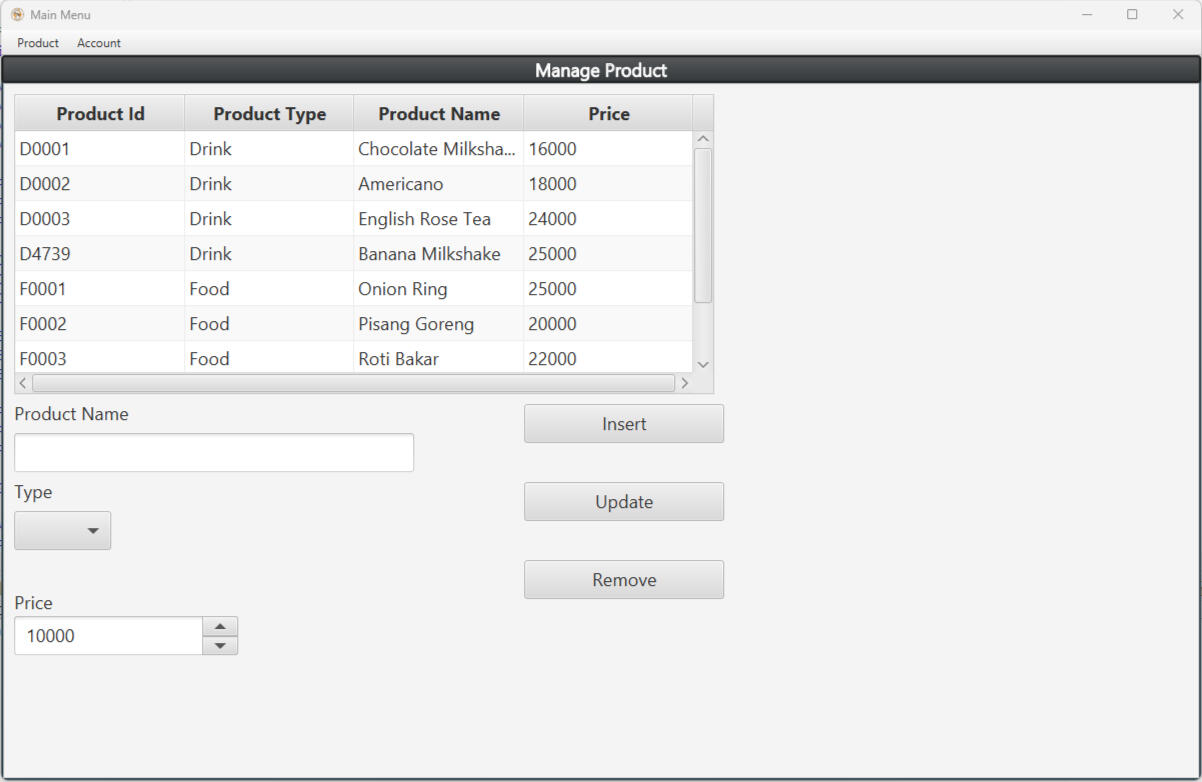 Main Menu
Product Account
Manage Product
Product Id Product Type Product Name Price
D0001 Drink Chocolate Milksha... 16000
D0002 Drink Americano 18000
D0003 Drink English Rose Tea 24000
D4739 Drink Banana Milkshake 25000
F0001 Food Onion Ring 25000
F0002 Food Pisang Goreng 20000
F0003 Food Roti Bakar 22000
Product Name
Insert
Type
Update
Remove
Price
10000